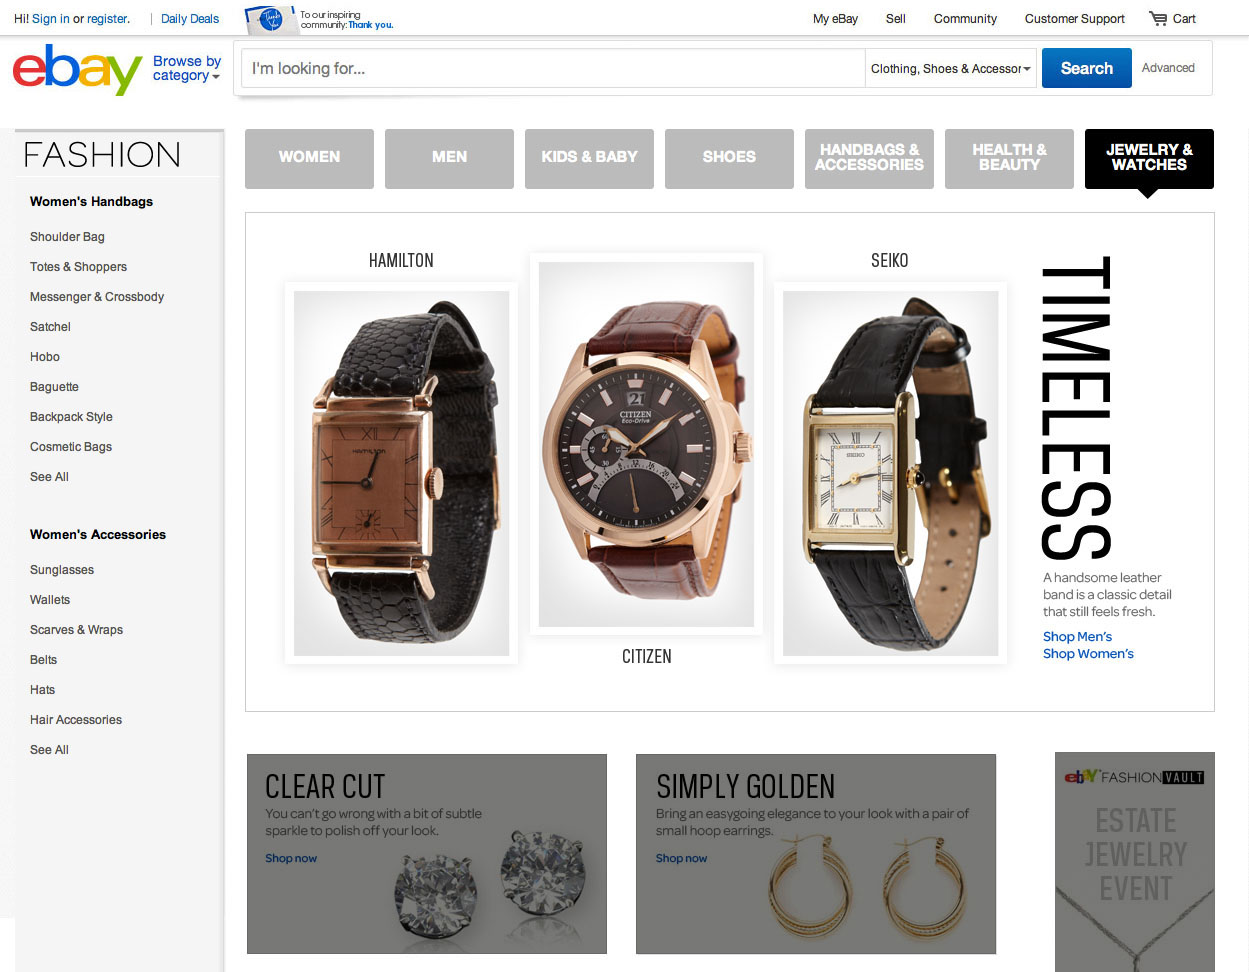 Hi! Sign in or register.
Daily Deals
Thank You
To our inspiring
community: Thank you.
My eBay
Sell
Community
Customer Support
Cart
ebay
Browse by
category
I'm looking for...
Clothing, Shoes & Accessor
Search
Advanced
FASHION
Women's Handbags
Shoulder Bag
Totes & Shoppers
Messenger & Crossbody
Satchel
Hobo
Baguette
Backpack Style
Cosmetic Bags
See All
Women's Accessories
Sunglasses
Wallets
Scarves & Wraps
Belts
Hats
Hair Accessories
See All
WOMEN
MEN
KIDS & BABY
SHOES
HANDBAGS &
ACCESSORIES
HEALTH &
BEAUTY
JEWELRY &
WATCHES
HAMILTON
HAMILTON
21
CITIZEN
Eco-Drive
CITIZEN
SEIKO
SEIKO
TIMELESS
A handsome leather
band is a classic detail
that still feels fresh.
Shop Men's
Shop Women's
CLEAR CUT
You can't go wrong with a bit of subtle
sparkle to polish off your look.
Shop now
SIMPLY GOLDEN
Bring an easygoing elegance to your look with a pair of
small hoop earrings.
Shop now
ebay FASHION VAULT
ESTATE
JEWELRY
EVENT